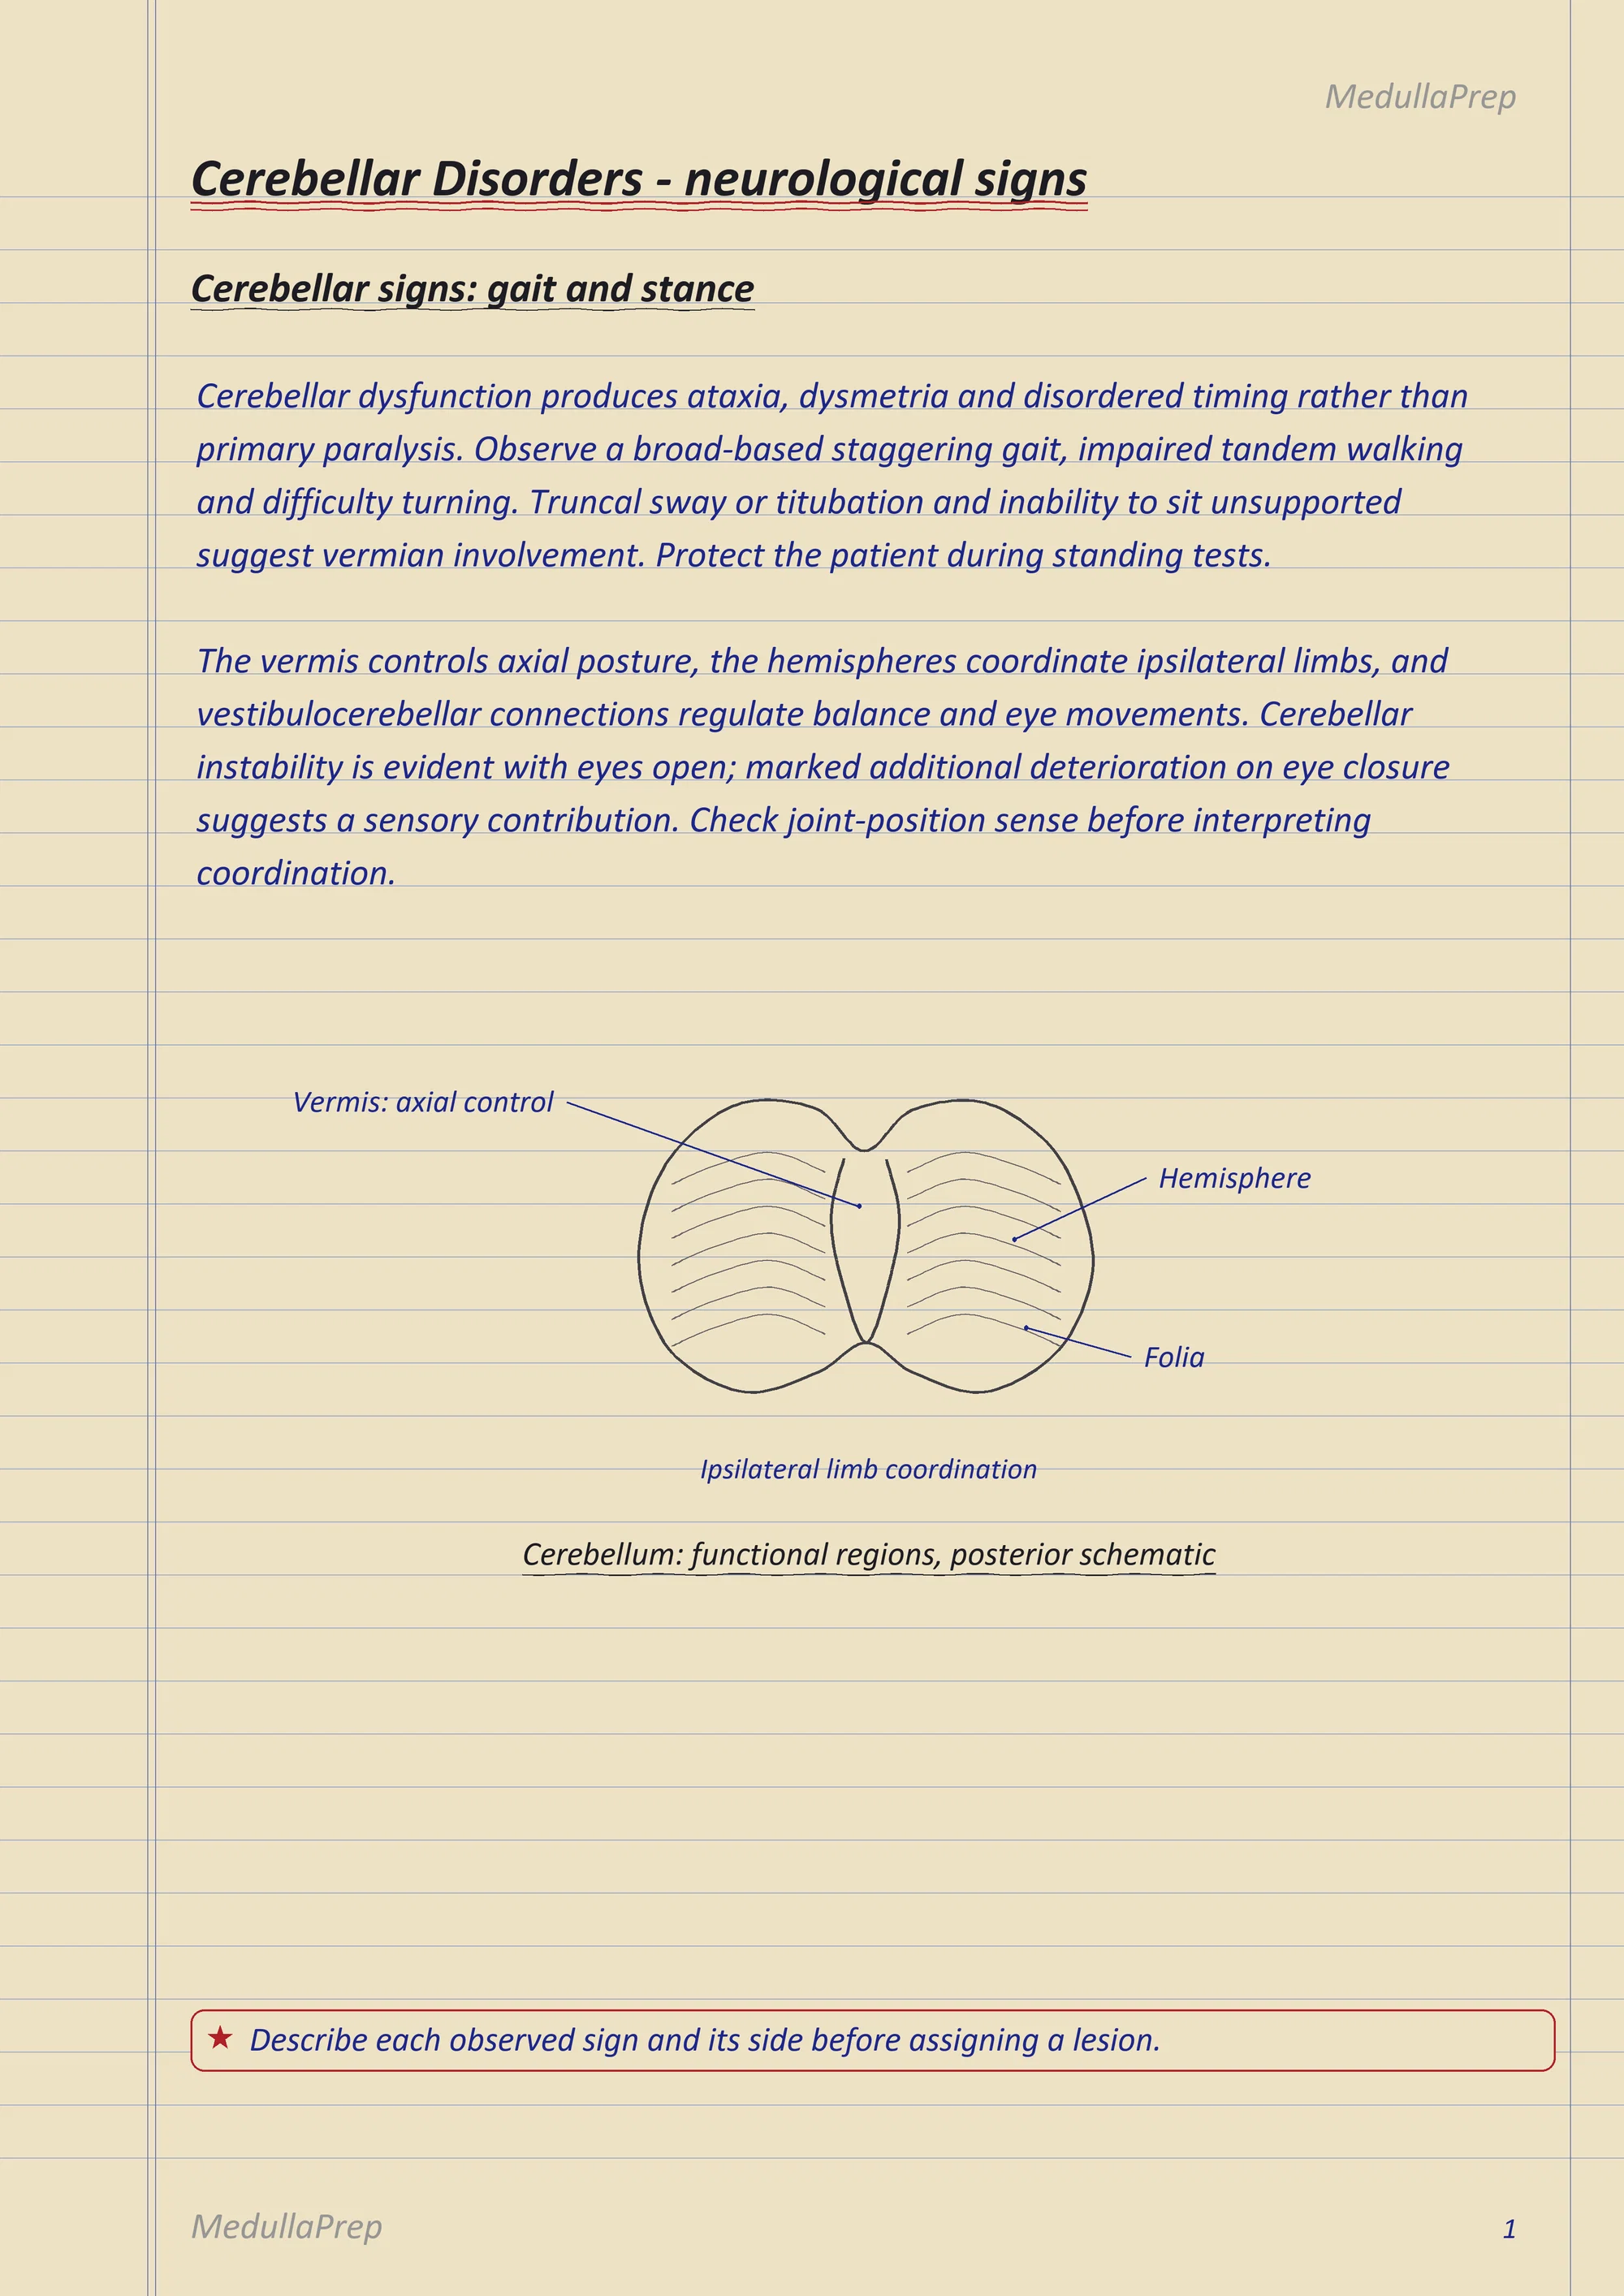 MedullaPrep
Cerebellar Disorders - neurological signs
Cerebellar signs: gait and stance
Cerebellar dysfunction produces ataxia, dysmetria and disordered timing rather than
primary paralysis. Observe a broad-based staggering gait, impaired tandem walking
and difficulty turning. Truncal sway or titubation and inability to sit unsupported
suggest vermian involvement. Protect the patient during standing tests.
The vermis controls axial posture, the hemispheres coordinate ipsilateral limbs, and
vestibulocerebellar connections regulate balance and eye movements. Cerebellar
instability is evident with eyes open; marked additional deterioration on eye closure
suggests a sensory contribution. Check joint-position sense before interpreting
coordination.
Vermis: axial control
Hemisphere
Folia
Ipsilateral limb coordination
Cerebellum: functional regions, posterior schematic
★ Describe each observed sign and its side before assigning a lesion.
MedullaPrep
1